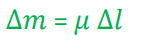 Δm = μ Δl